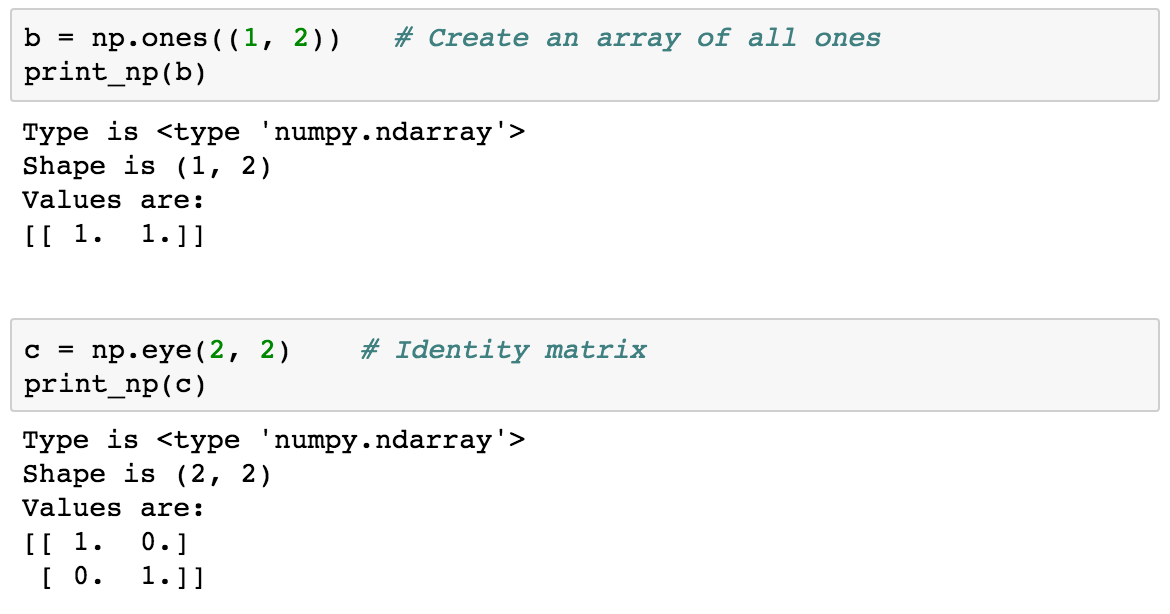 b = np.ones((1, 2))   # Create an array of all ones
print_np(b)
Type is <type 'numpy.ndarray'>
Shape is (1, 2)
Values are:
[[ 1.  1.]]
c = np.eye(2, 2)    # Identity matrix
print_np(c)
Type is <type 'numpy.ndarray'>
Shape is (2, 2)
Values are:
[[ 1.  0.]
 [ 0.  1.]]